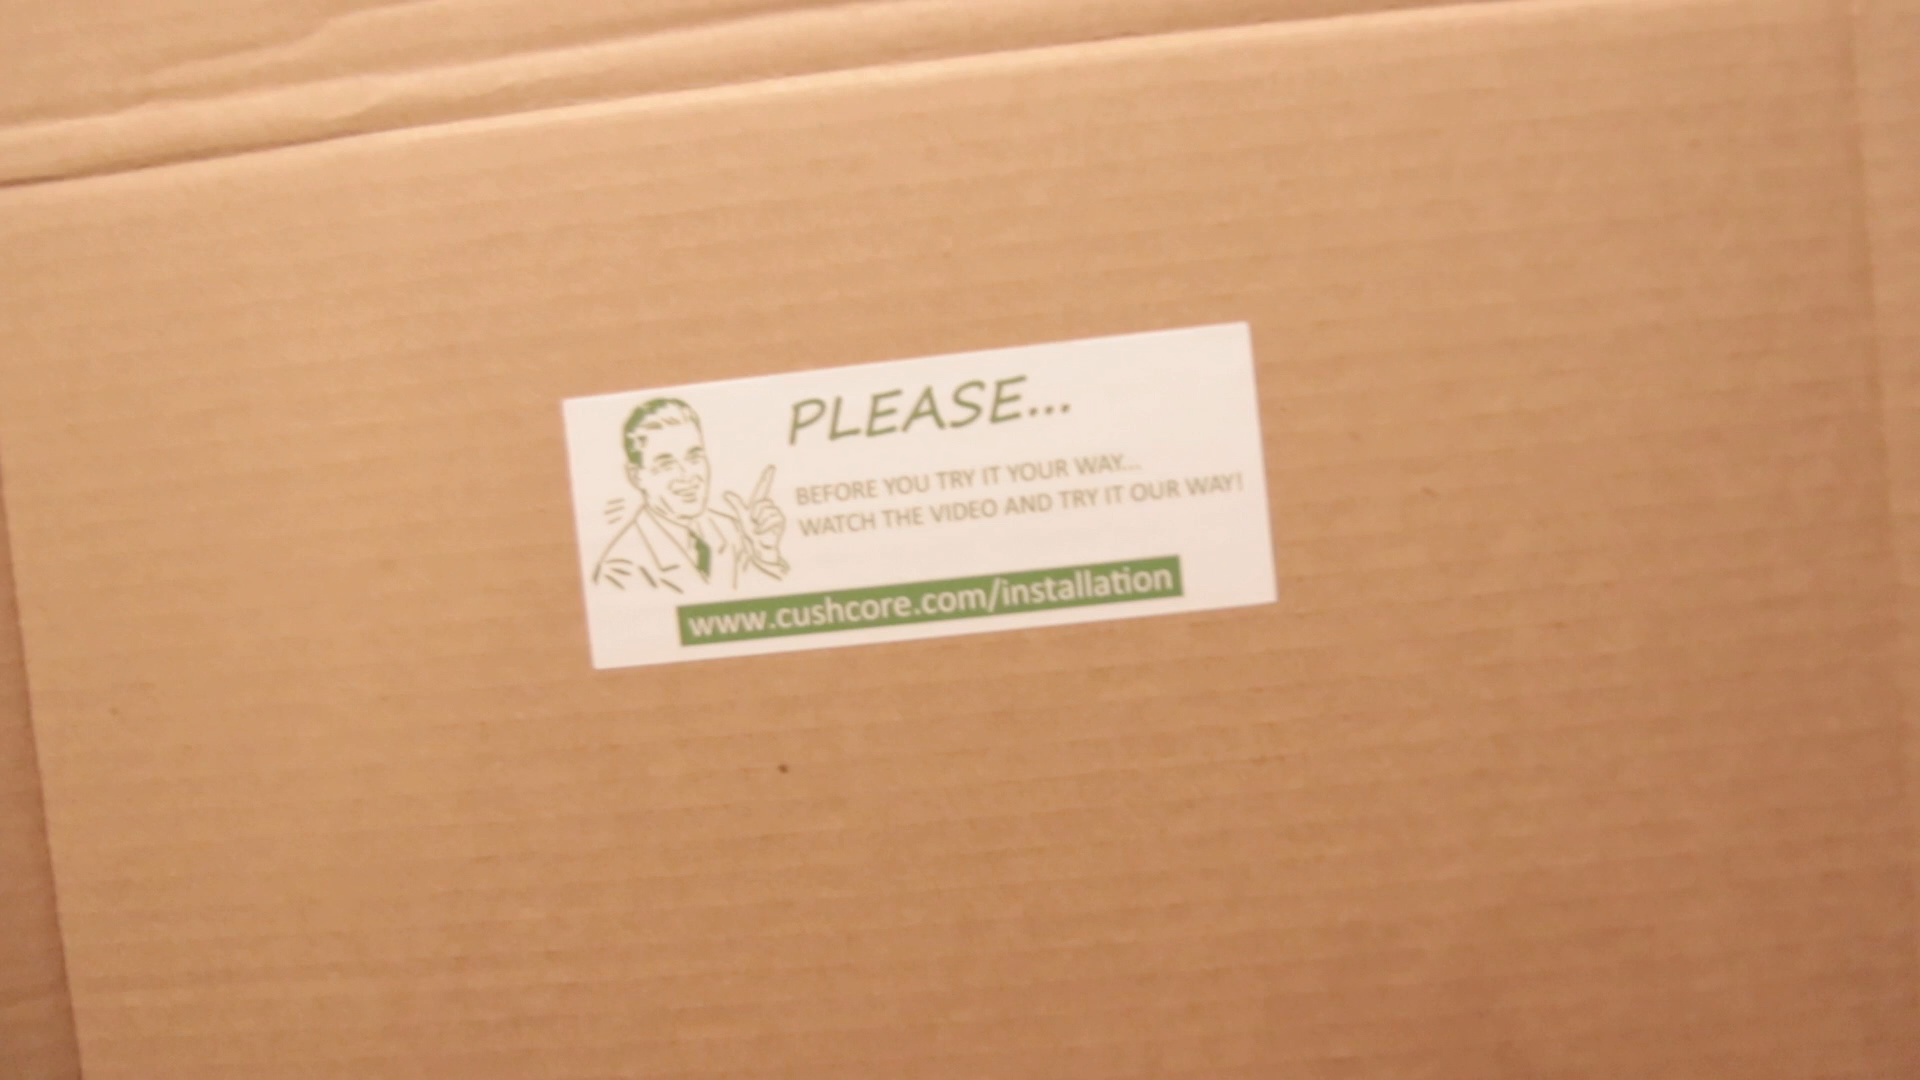 PLEASE...
BEFORE YOU TRY IT YOUR WAY...
WATCH THE VIDEO AND TRY IT OUR WAY!
www.cushcore.com/installation